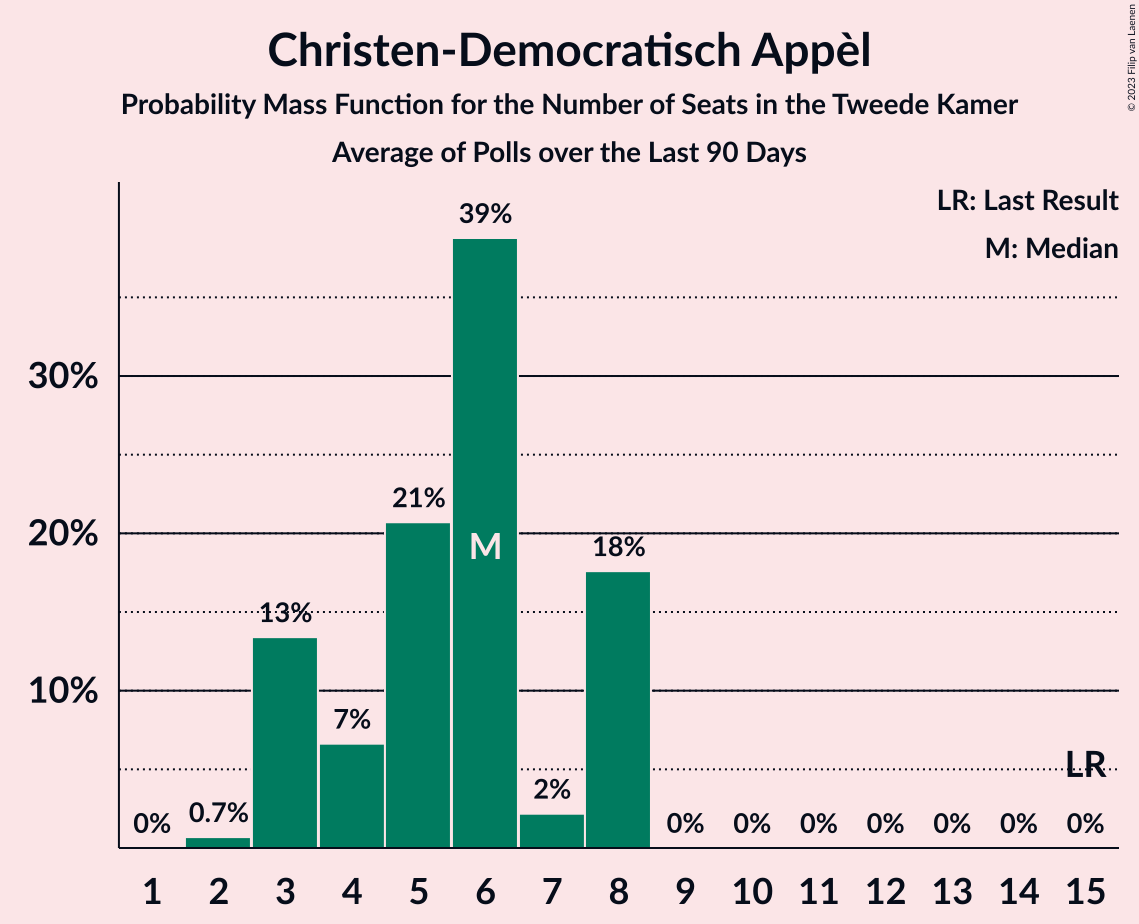 Christen-Democratisch Appèl
Probability Mass Function for the Number of Seats in the Tweede Kamer
Average of Polls over the Last 90 Days
© 2023 Filip van Laenen
LR: Last Result
M: Median
39%
30%
21%
20%
M
18%
13%
10%
7%
LR
2%
0.7%
0%
0% 0% 0% 0% 0% 0% 0%
1 2 3 4 5 6 7 8 9 10 11 12 13 14 15